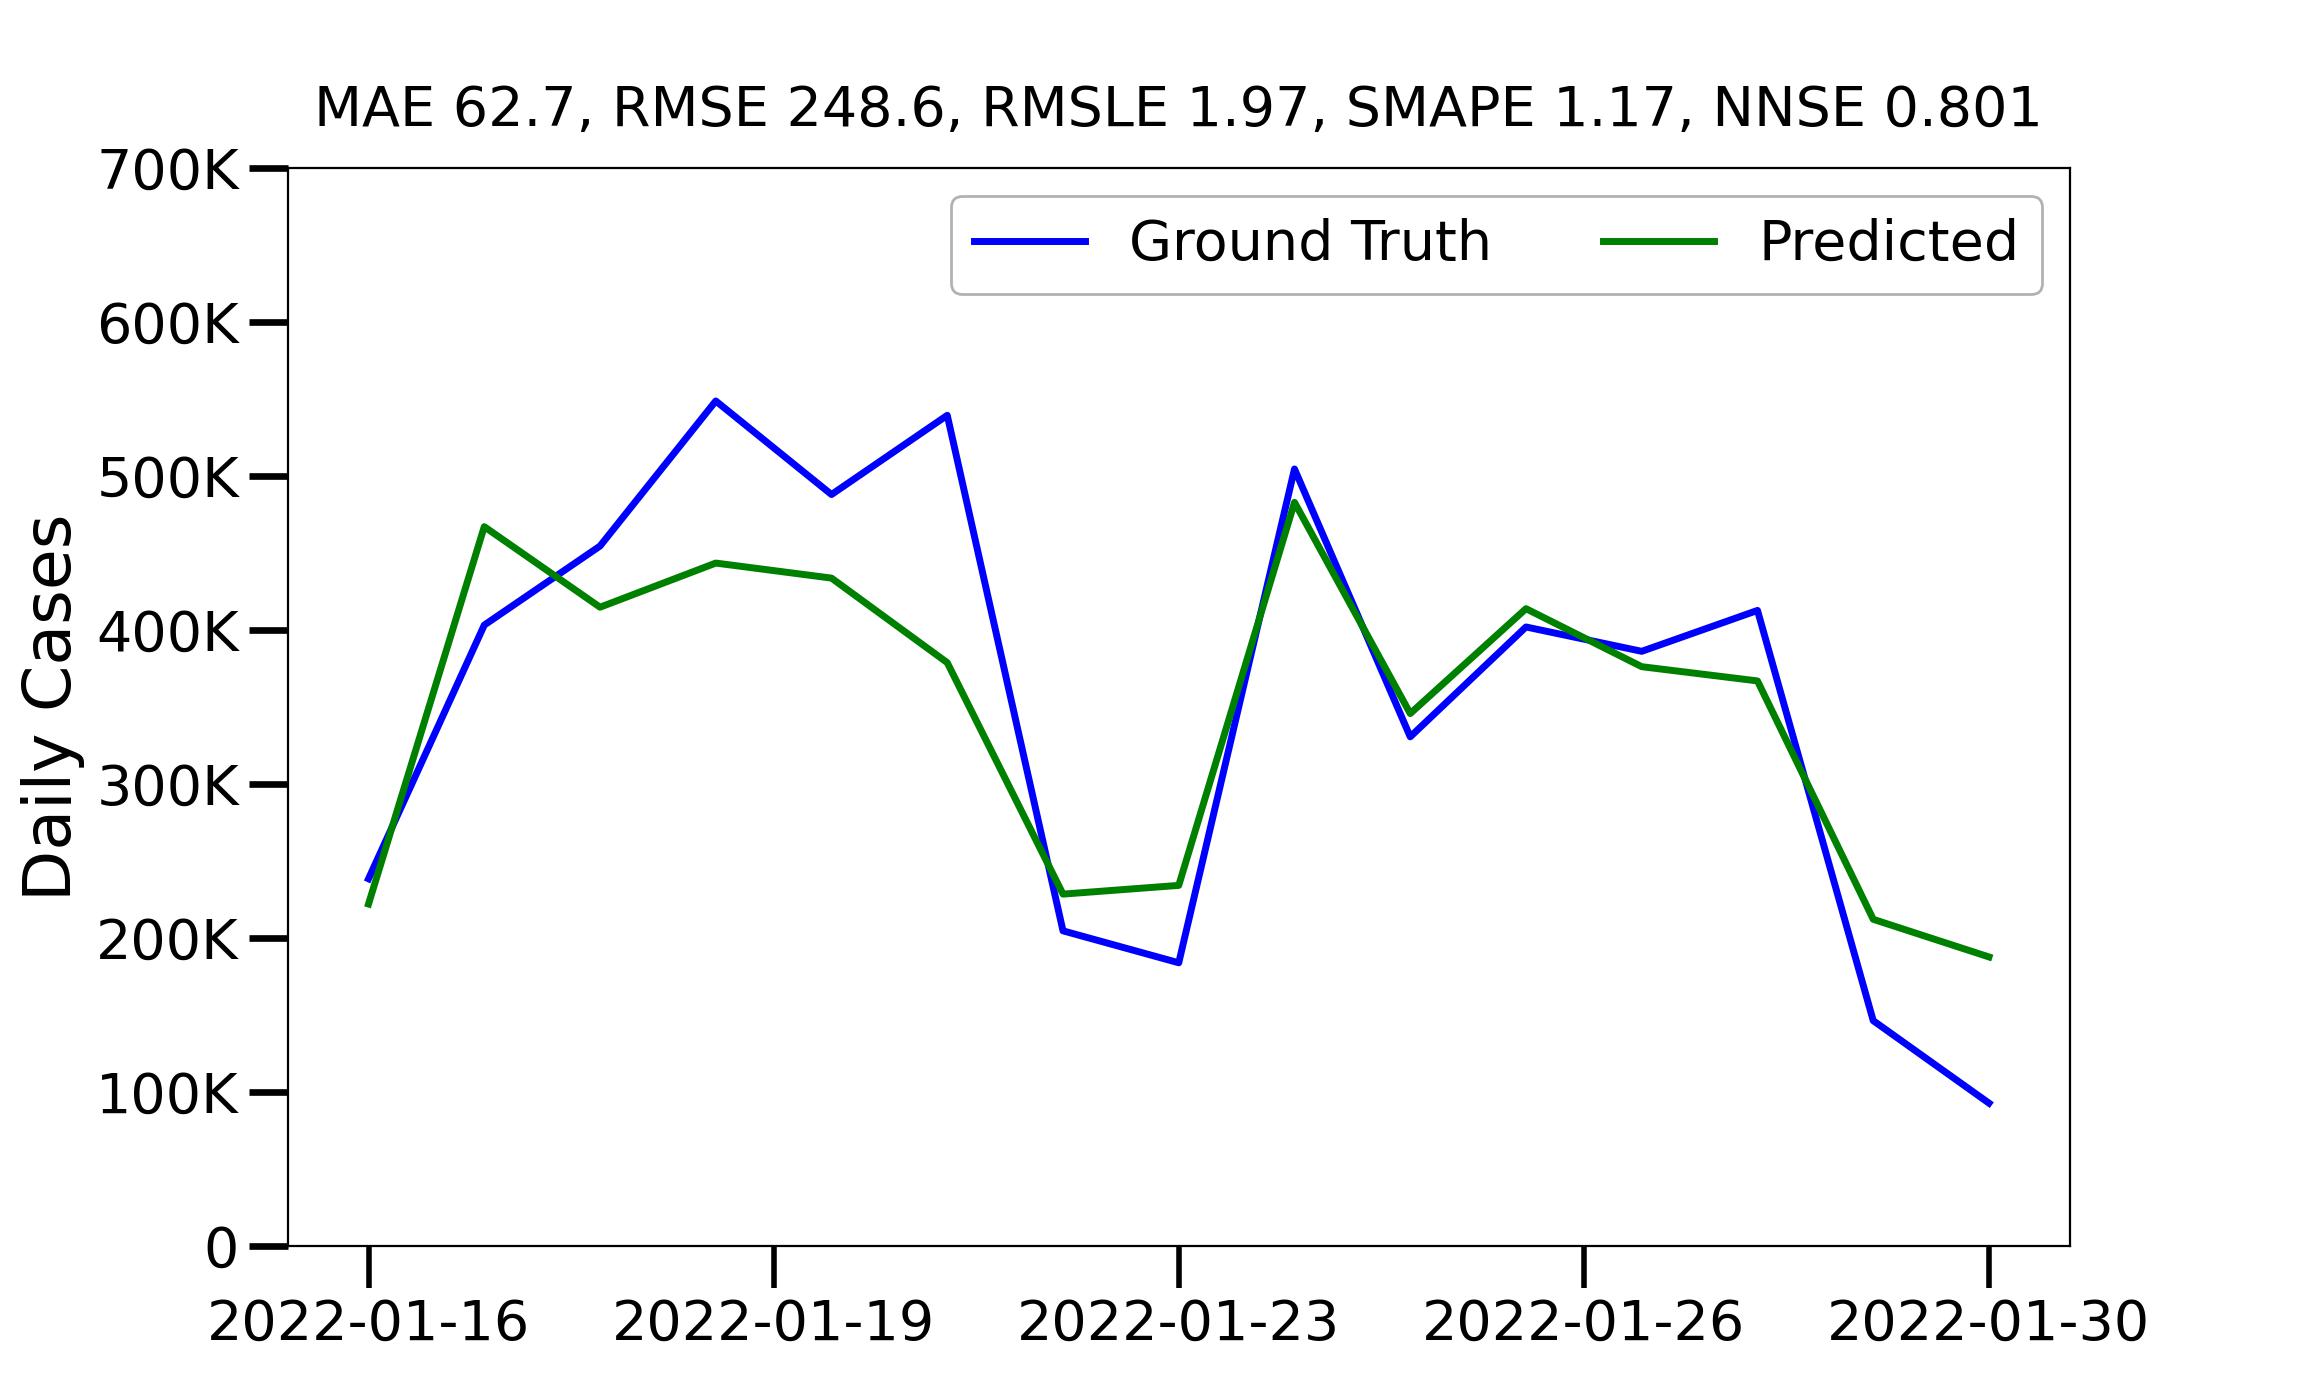 MAE 62.7, RMSE 248.6, RMSLE 1.97, SMAPE 1.17, NNSE 0.801
700K
600K
500K
400K
300K
200K
100K
0
Daily Cases
Ground Truth
Predicted
2022-01-16
2022-01-19
2022-01-23
2022-01-26
2022-01-30